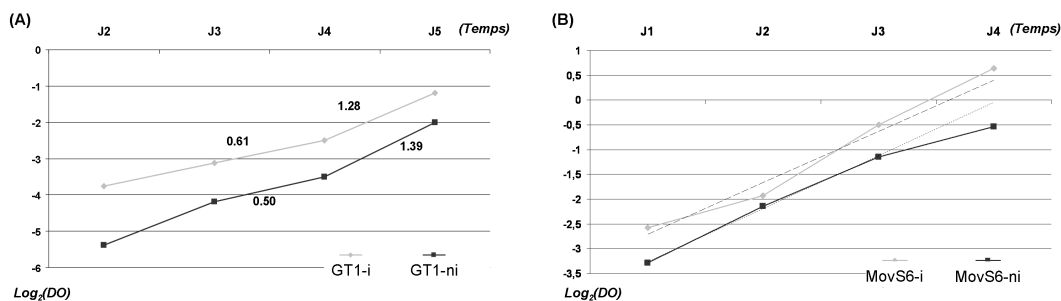 (A)
J2 J3 J4 J5 (Temps)
0
-1
-2
-3
-4
-5
-6
1.28
0.61
1.39
0.50
GT1-i GT1-ni
Log2(DO)
(B)
J1 J2 J3 J4 (Temps)
1
0,5
0
-0,5
-1
-1,5
-2
-2,5
-3
-3,5
MovS6-i MovS6-ni
Log2(DO)